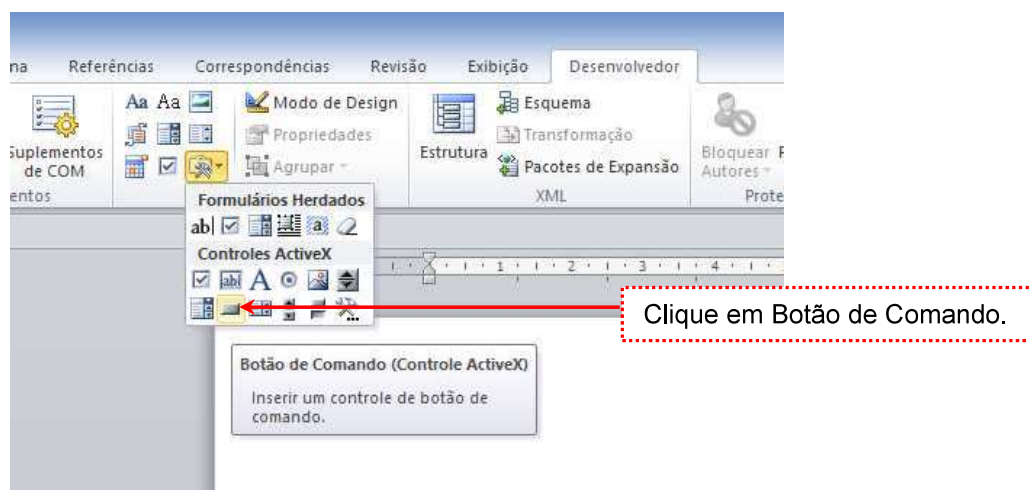 na Referências Correspondências Revisão Exibição Desenvolvedor
Suplementos
de COM
entos
Aa Aa
Modo de Design
Propriedades
Agrupar
Estrutura
Esquema
Transformação
Pacotes de Expansão
XML
Bloquear P
Autores
Prote
Formulários Herdados
ab|
a
Controles ActiveX
abl A
1 2 3 4
Clique em Botão de Comando.
Botão de Comando (Controle ActiveX)
Inserir um controle de botão de
comando.